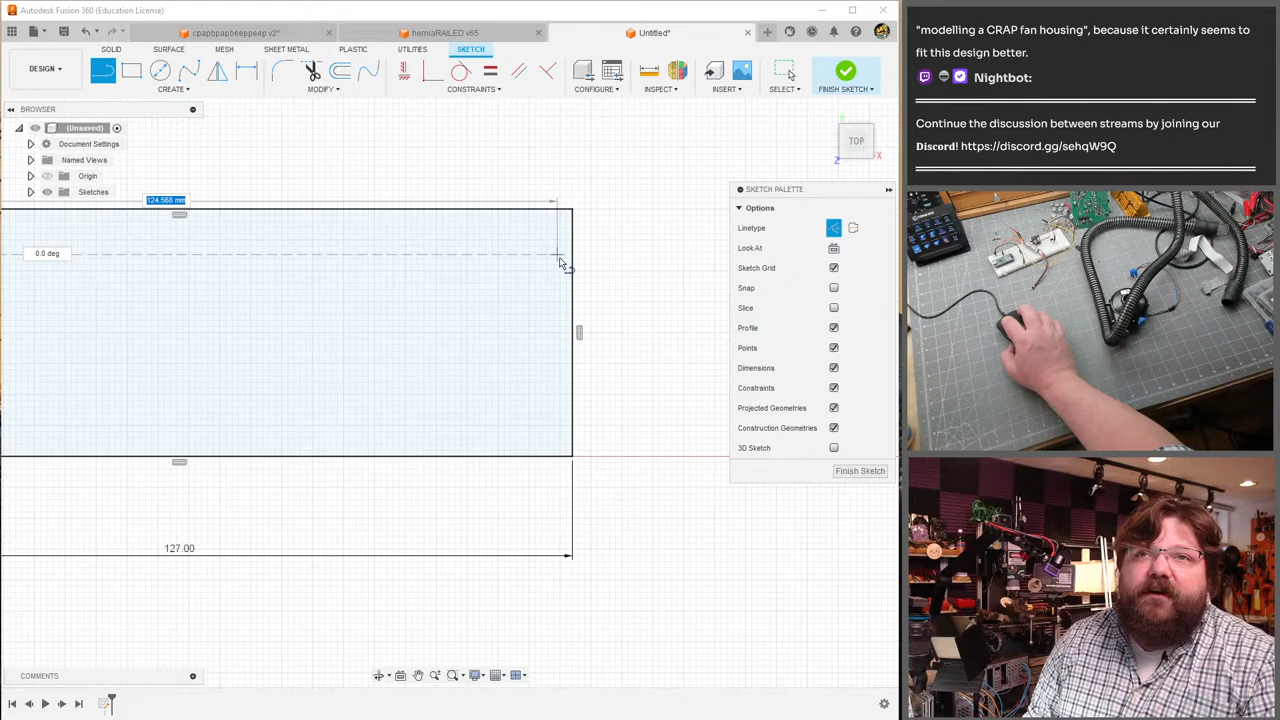 Autodesk Fusion 360 (Education License)
cpapbpapbeeppeep v2*
herniaRAILED v65
Untitled*
DESIGN
SOLID
SURFACE
MESH
SHEET METAL
PLASTIC
UTILITIES
SKETCH
CREATE
MODIFY
CONSTRAINTS
CONFIGURE
INSPECT
INSERT
SELECT
FINISH SKETCH
BROWSER
(Unsaved)
Document Settings
Named Views
Origin
Sketches
TOP
X
Y
Z
124.568 mm
0.0 deg
127.00
SKETCH PALETTE
Options
Linetype
Look At
Sketch Grid
Snap
Slice
Profile
Points
Dimensions
Constraints
Projected Geometries
Construction Geometries
3D Sketch
Finish Sketch
COMMENTS
"modelling a CRAP fan housing", because it certainly seems to
fit this design better.
Nightbot:
Continue the discussion between streams by joining our
Discord! https://discord.gg/sehqW9Q